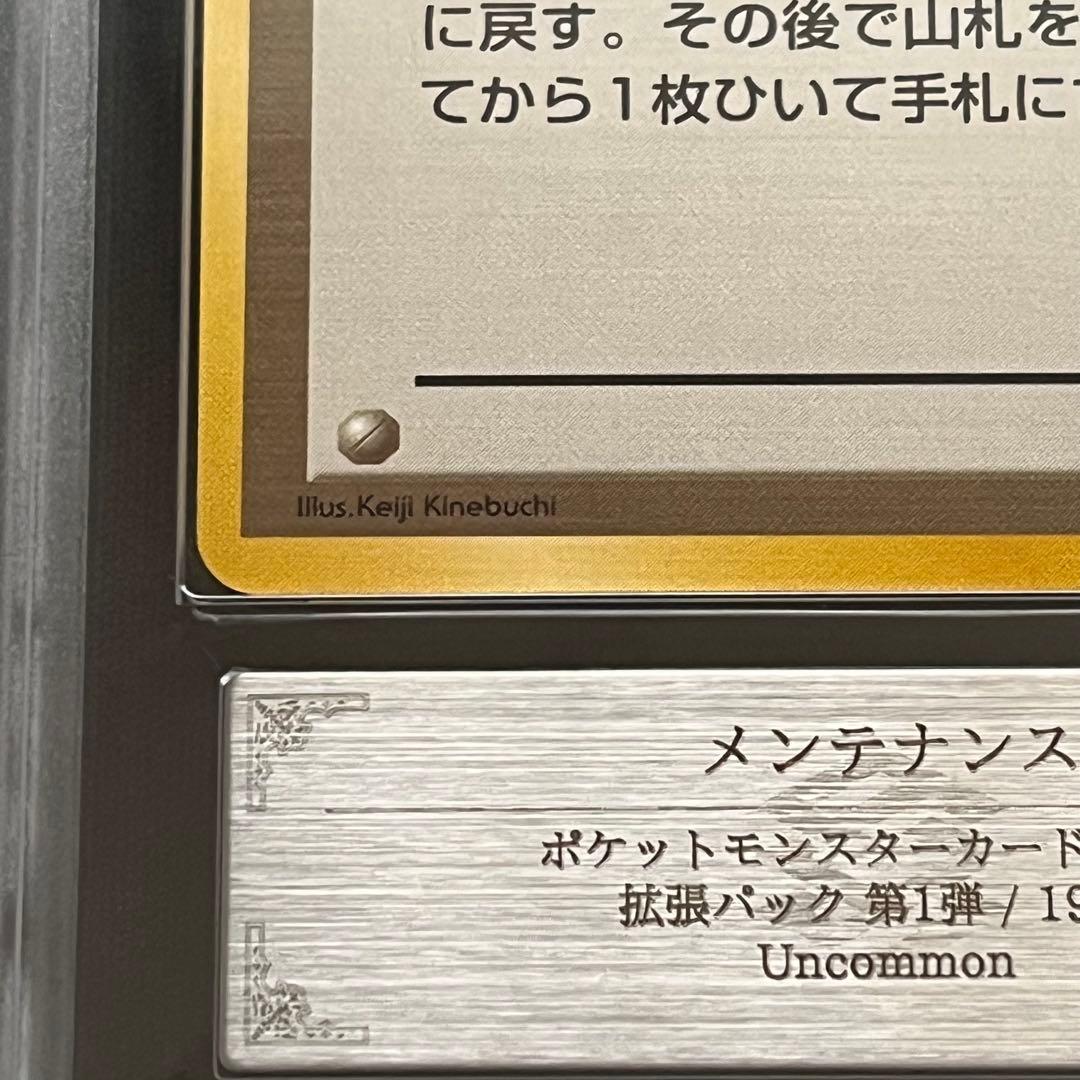 に戻す。その後で山札を
てから1枚ひいて手札に
Illus.Keiji Kinebuchi
メンテナンス
ポケットモンスターカード
拡張パック 第1弾 / 19
Uncommon